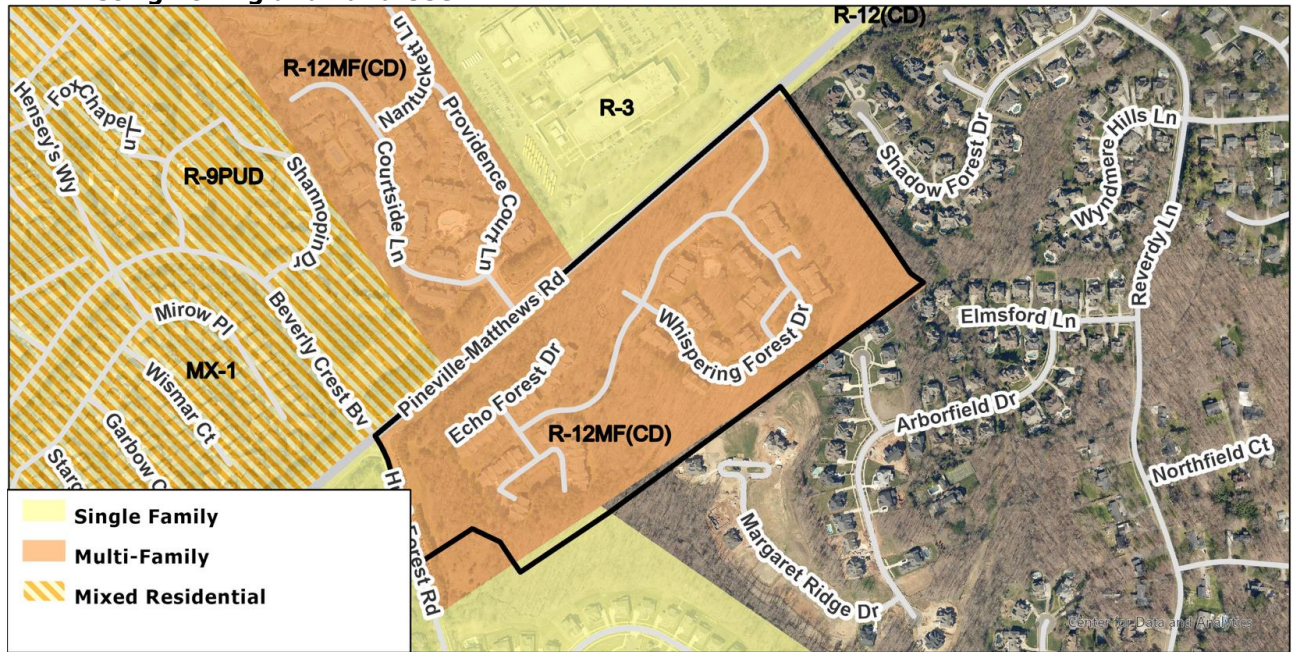 R-12(CD)
R-12MF(CD)
Nantuckett Ln
R-3
Hensey's Wy
Fox Chapel Ln
R-9PUD
Shannopin Dr
Courtside Ln
Providence Court Ln
Shadow Forest Dr
Wyndmere Hills Ln
Reverdy Ln
Mirow Pl
Beverly Crest Bv
Pineville-Matthews Rd
Whispering Forest Dr
Elmsford Ln
MX-1
Wismar Ct
Echo Forest Dr
R-12MF(CD)
Arborfield Dr
Northfield Ct
Garbow
Forest Rd
Margaret Ridge Dr
Single Family
Multi-Family
Mixed Residential
Center for Data and Analytics